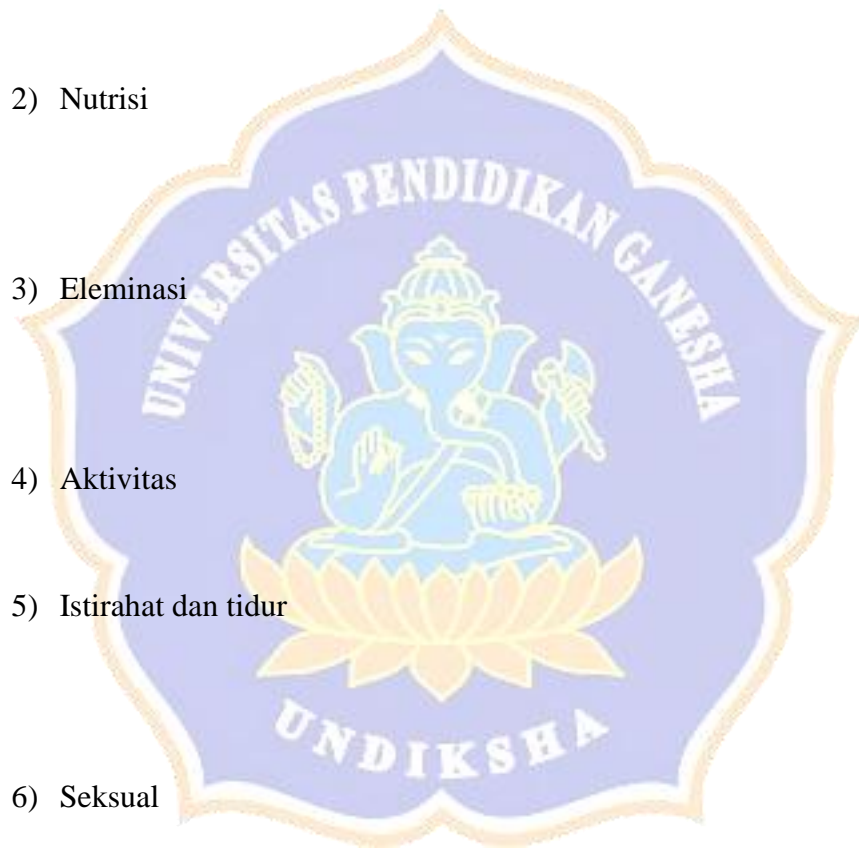 2) Nutrisi
UNIVERSITAS PENDIDIKAN GANESHA
3) Eleminasi
4) Aktivitas
5) Istirahat dan tidur
UNDIKSHA
6) Seksual